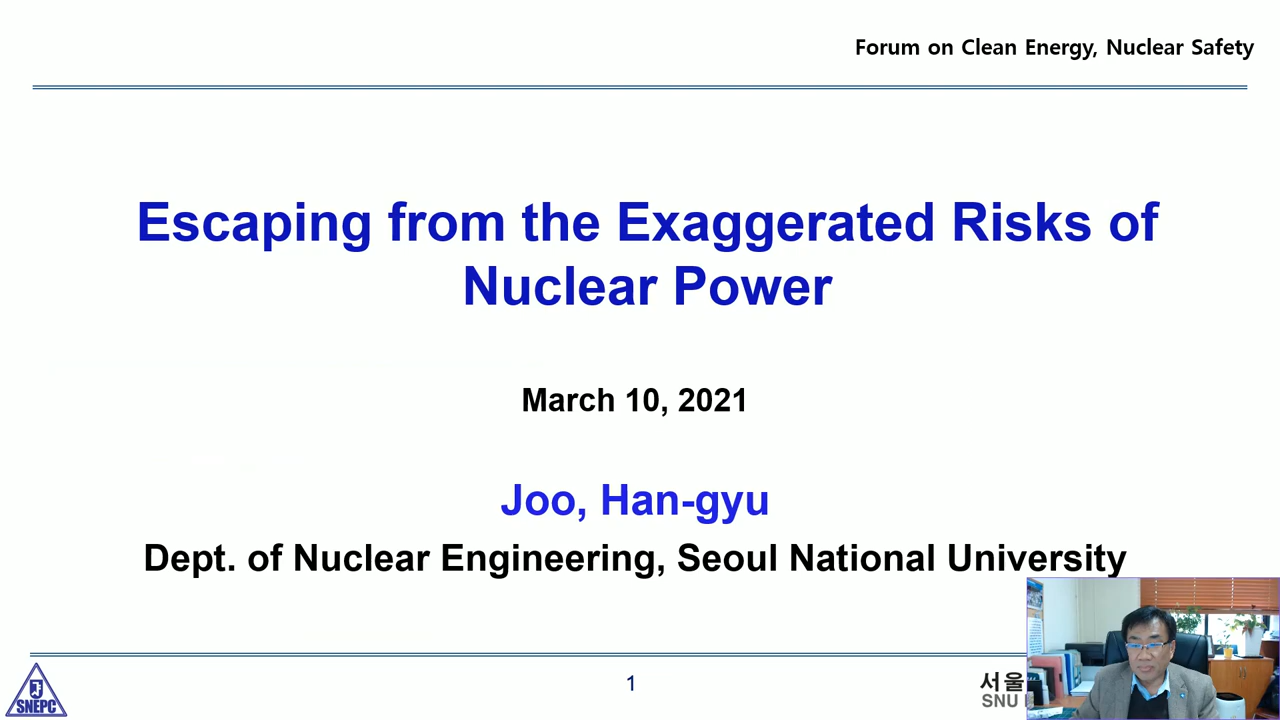 Forum on Clean Energy, Nuclear Safety
Escaping from the Exaggerated Risks of
Nuclear Power
March 10, 2021
Joo, Han-gyu
Dept. of Nuclear Engineering, Seoul National University
SNEPC
1
서울
SNU